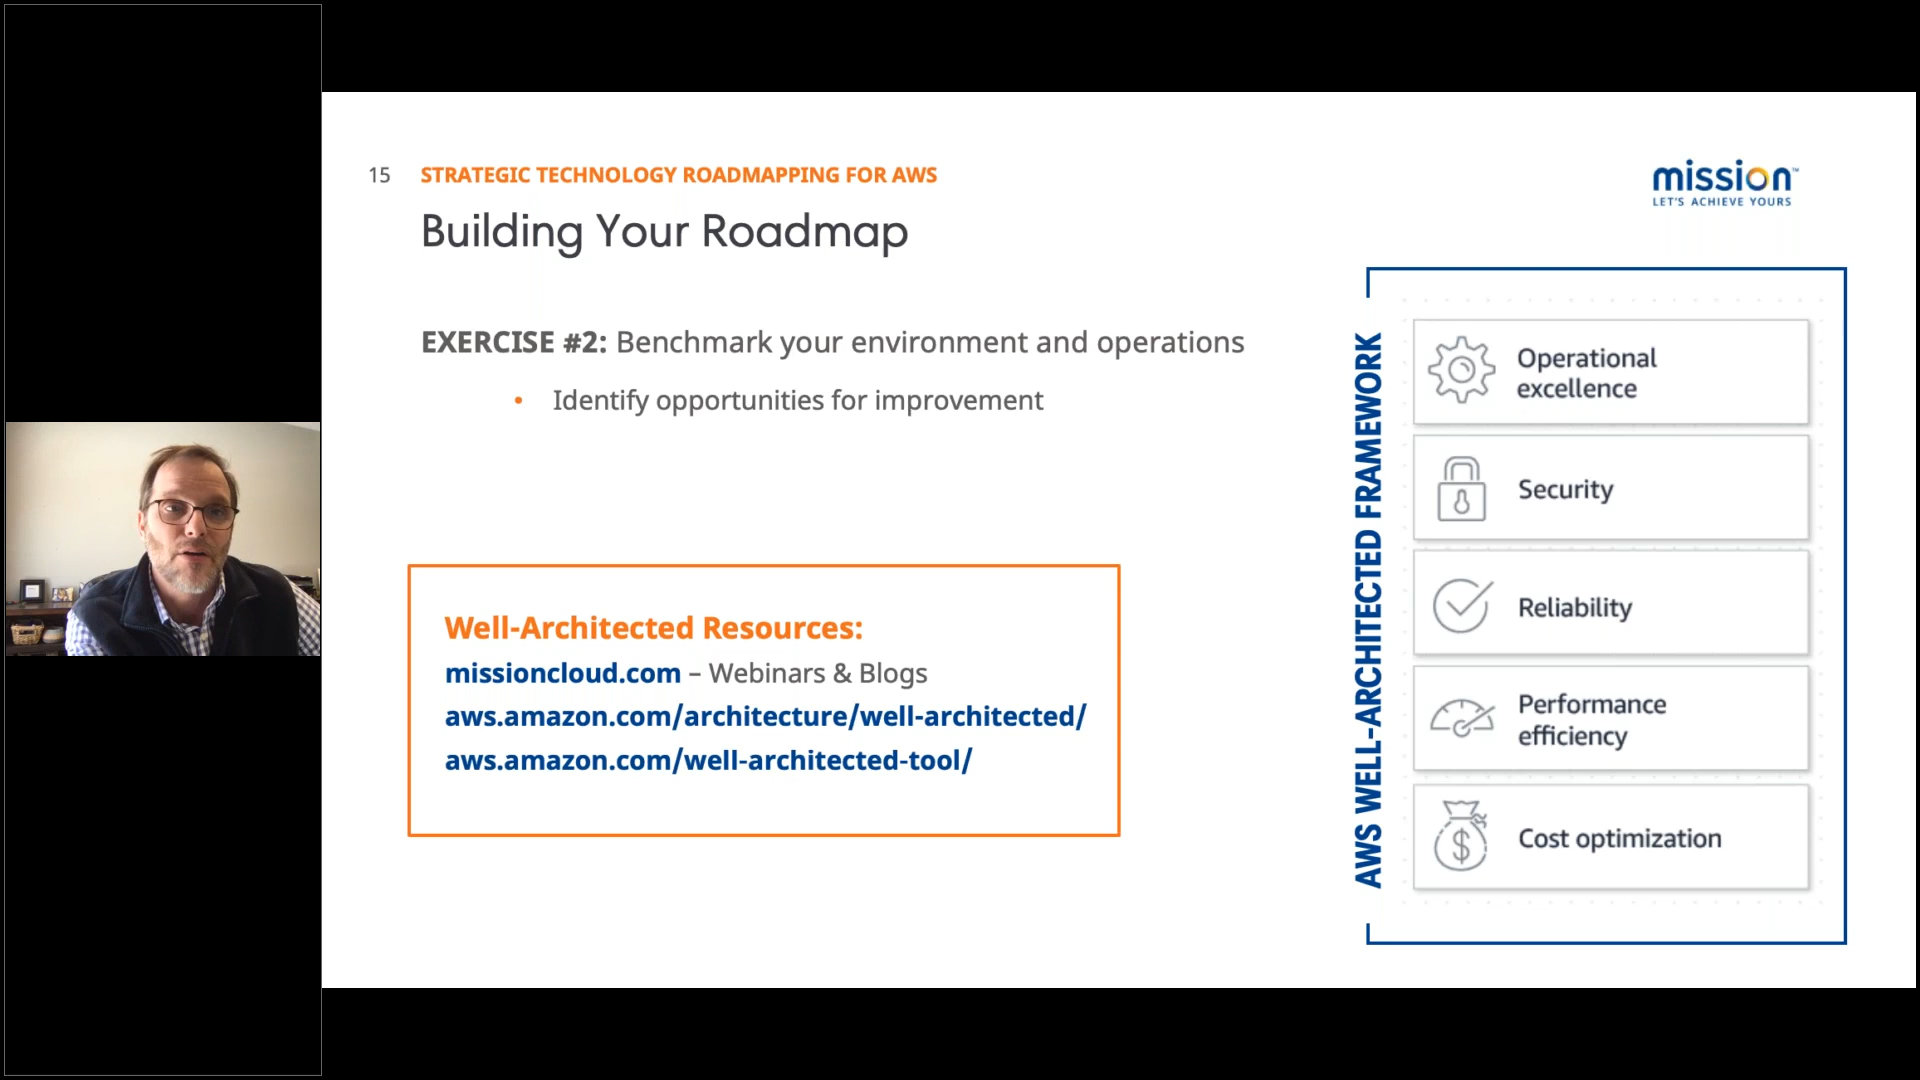 15 STRATEGIC TECHNOLOGY ROADMAPPING FOR AWS
Building Your Roadmap
mission™
LET'S ACHIEVE YOURS
EXERCISE #2: Benchmark your environment and operations
• Identify opportunities for improvement
Well-Architected Resources:
missioncloud.com – Webinars & Blogs
aws.amazon.com/architecture/well-architected/
aws.amazon.com/well-architected-tool/
AWS WELL-ARCHITECTED FRAMEWORK
Operational
excellence
Security
Reliability
Performance
efficiency
Cost optimization